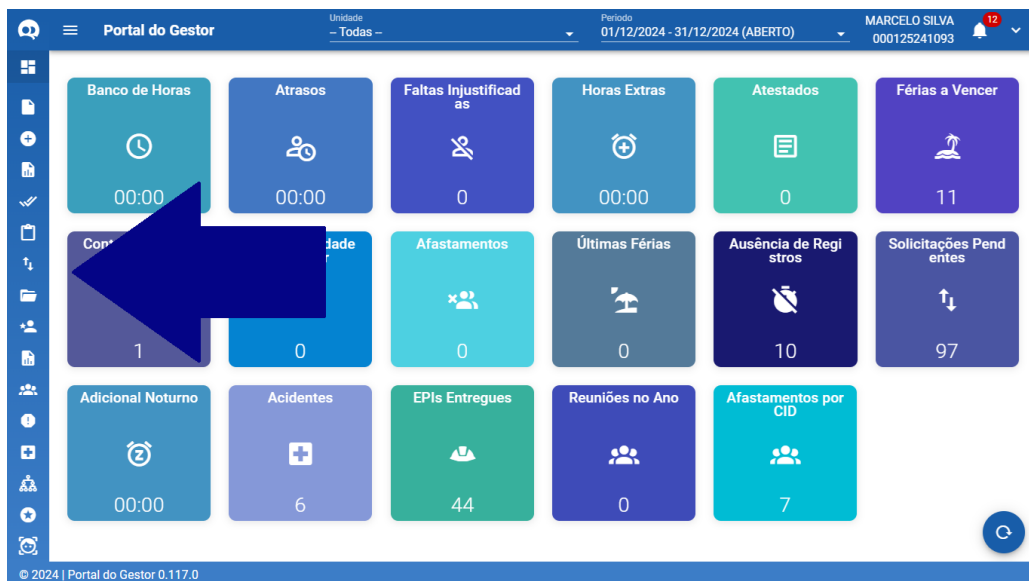 Portal do Gestor
Unidade
-- Todas --
Periodo
01/12/2024 - 31/12/2024 (ABERTO)
MARCELO SILVA
000125241093
12
Banco de Horas
00:00
Atrasos
00:00
Faltas Injustificad
as
0
Horas Extras
00:00
Atestados
0
Férias a Vencer
11
1
dade
0
Afastamentos
0
Últimas Férias
0
Ausência de Regi
stros
10
Solicitações Pend
entes
97
Adicional Noturno
00:00
Acidentes
6
EPIs Entregues
44
Reuniões no Ano
0
Afastamentos por
CID
7
© 2024 | Portal do Gestor 0.117.0